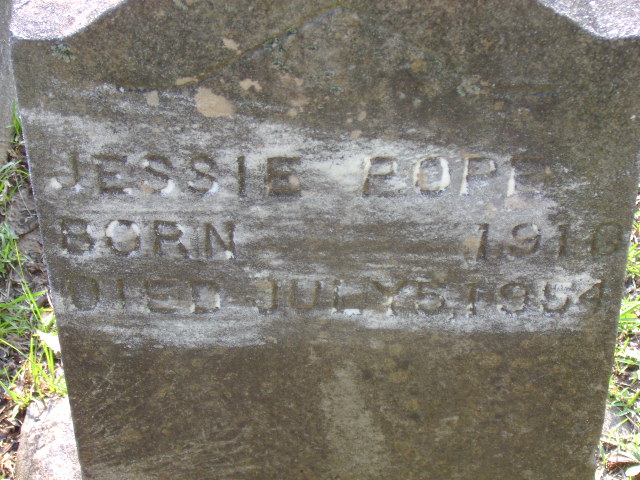 JESSIE POPE
BORN 1916
DIED JULY 5, 1954